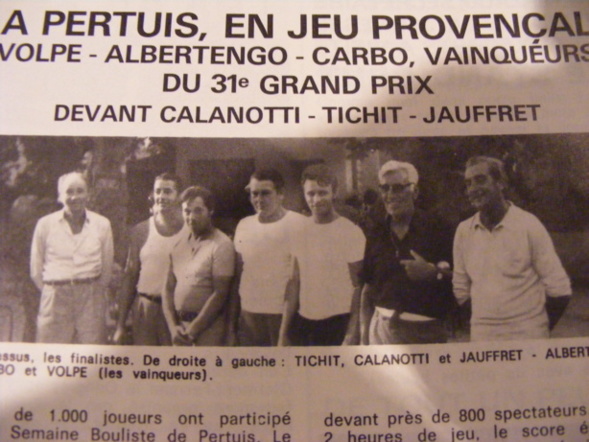 A PERTUIS, EN JEU PROVENÇAL
VOLPE - ALBERTENGO - CARBO, VAINQUEURS
DU 31e GRAND PRIX
DEVANT CALANOTTI - TICHIT - JAUFFRET
ssus, les finalistes. De droite à gauche : TICHIT, CALANOTTI et JAUFFRET - ALBERT
BO et VOLPE (les vainqueurs).
de 1.000 joueurs ont participé
Semaine Bouliste de Pertuis. Le
devant près de 800 spectateurs
2 heures de jeu, le score é